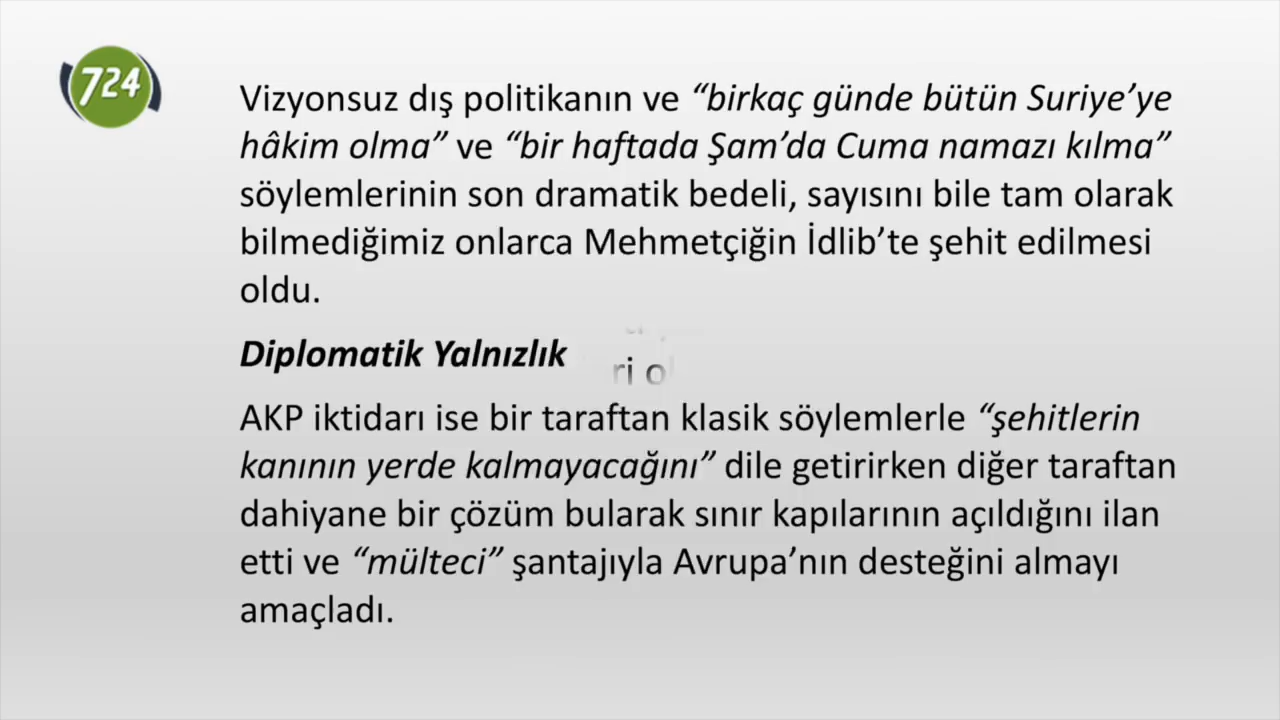 724
Vizyonsuz dış politikanın ve “birkaç günde bütün Suriye’ye
hâkim olma” ve “bir haftada Şam’da Cuma namazı kılma”
söylemlerinin son dramatik bedeli, sayısını bile tam olarak
bilmediğimiz onlarca Mehmetçiğin İdlib’te şehit edilmesi
oldu.
Diplomatik Yalnızlık
AKP iktidarı ise bir taraftan klasik söylemlerle “şehitlerin
kanının yerde kalmayacağını” dile getirirken diğer taraftan
dahiyane bir çözüm bularak sınır kapılarının açıldığını ilan
etti ve “mülteci” şantajıyla Avrupa’nın desteğini almayı
amaçladı.